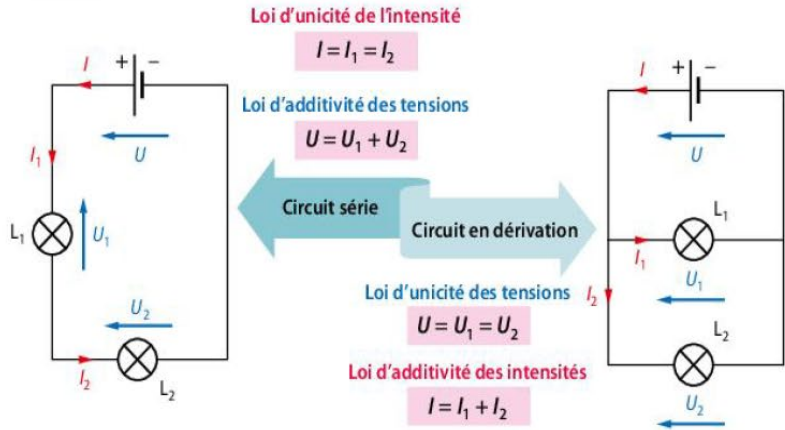 Loi d'unicité de l'intensité
I = I₁ = I₂
Loi d'additivité des tensions
U = U₁ + U₂
Circuit série
Circuit en dérivation
Loi d'unicité des tensions
U = U₁ = U₂
Loi d'additivité des intensités
I = I₁ + I₂
I
+ −
U
I₁
L₁
U₁
U₂
I₂
L₂
I
+ −
U
L₁
I₁
U₁
I₂
L₂
U₂